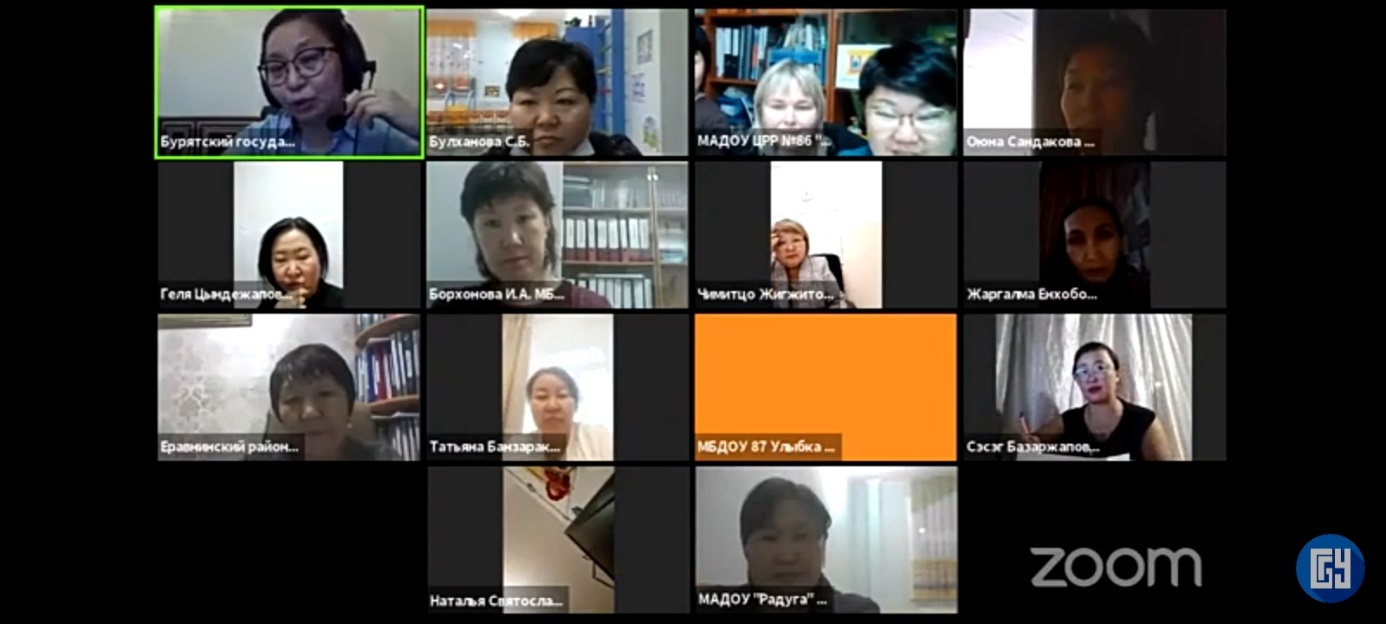 Бурятский госуда...
Булханова С.Б.
МАДОУ ЦРР №86 "...
Оюна Сандакова ...
Геля Цындежапов...
Борхонова И.А. МБ...
Чимитцо Жигжито...
Жаргалма Енхобо...
Еравнинский район...
Татьяна Банзарак...
МБДОУ 87 Улыбка ...
Сэсэг Базаржапов...
Наталья Святосла...
МАДОУ "Радуга" ...
zoom